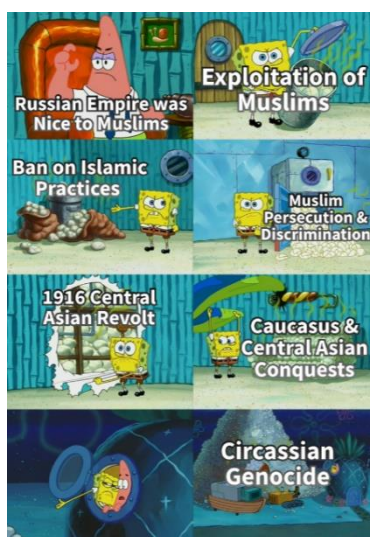 Russian Empire was
Nice to Muslims
Exploitation of
Muslims
Ban on Islamic
Practices
Muslim
Persecution &
Discrimination
1916 Central
Asian Revolt
Caucasus &
Central Asian
Conquests
Circassian
Genocide